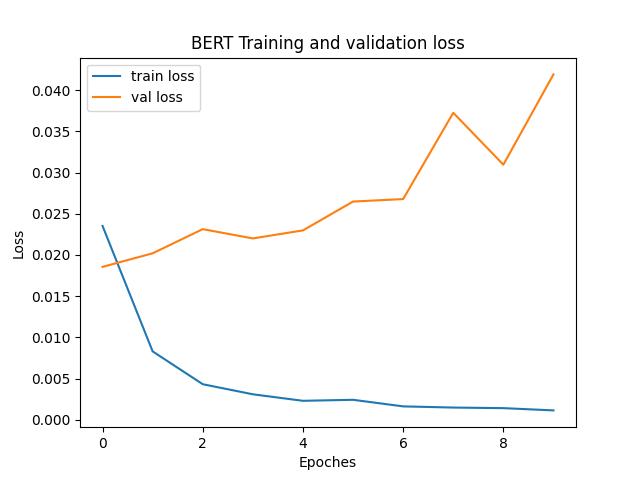 BERT Training and validation loss
train loss
val loss
0.040
0.035
0.030
0.025
0.020
0.015
0.010
0.005
0.000
Loss
0 2 4 6 8
Epoches